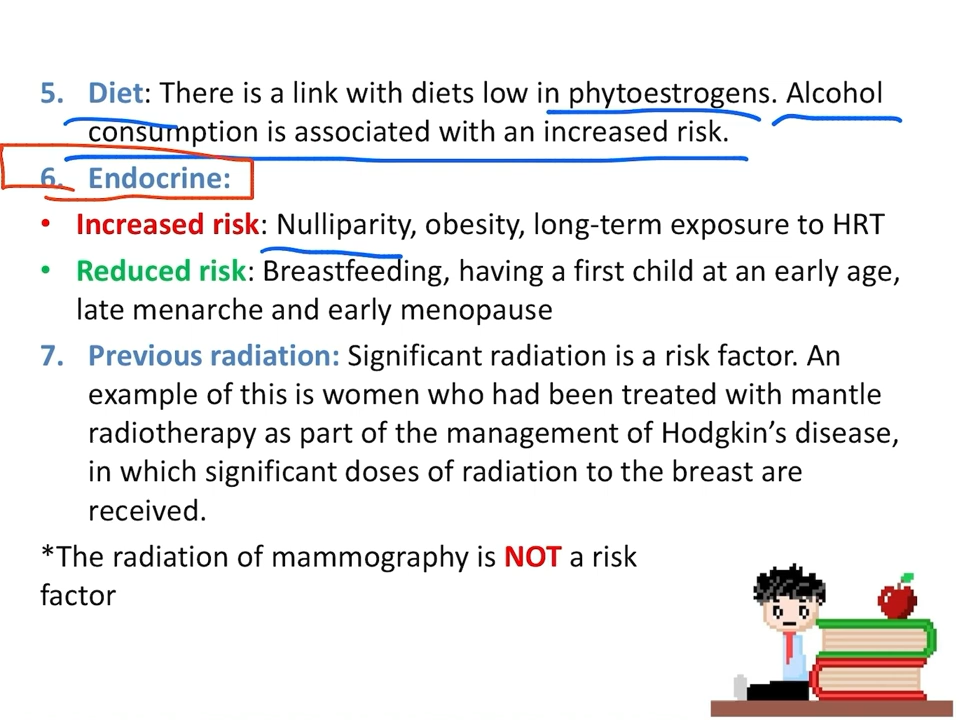 5. Diet: There is a link with diets low in phytoestrogens. Alcohol
consumption is associated with an increased risk.
6. Endocrine:
• Increased risk: Nulliparity, obesity, long-term exposure to HRT
• Reduced risk: Breastfeeding, having a first child at an early age,
late menarche and early menopause
7. Previous radiation: Significant radiation is a risk factor. An
example of this is women who had been treated with mantle
radiotherapy as part of the management of Hodgkin’s disease,
in which significant doses of radiation to the breast are
received.
*The radiation of mammography is NOT a risk
factor